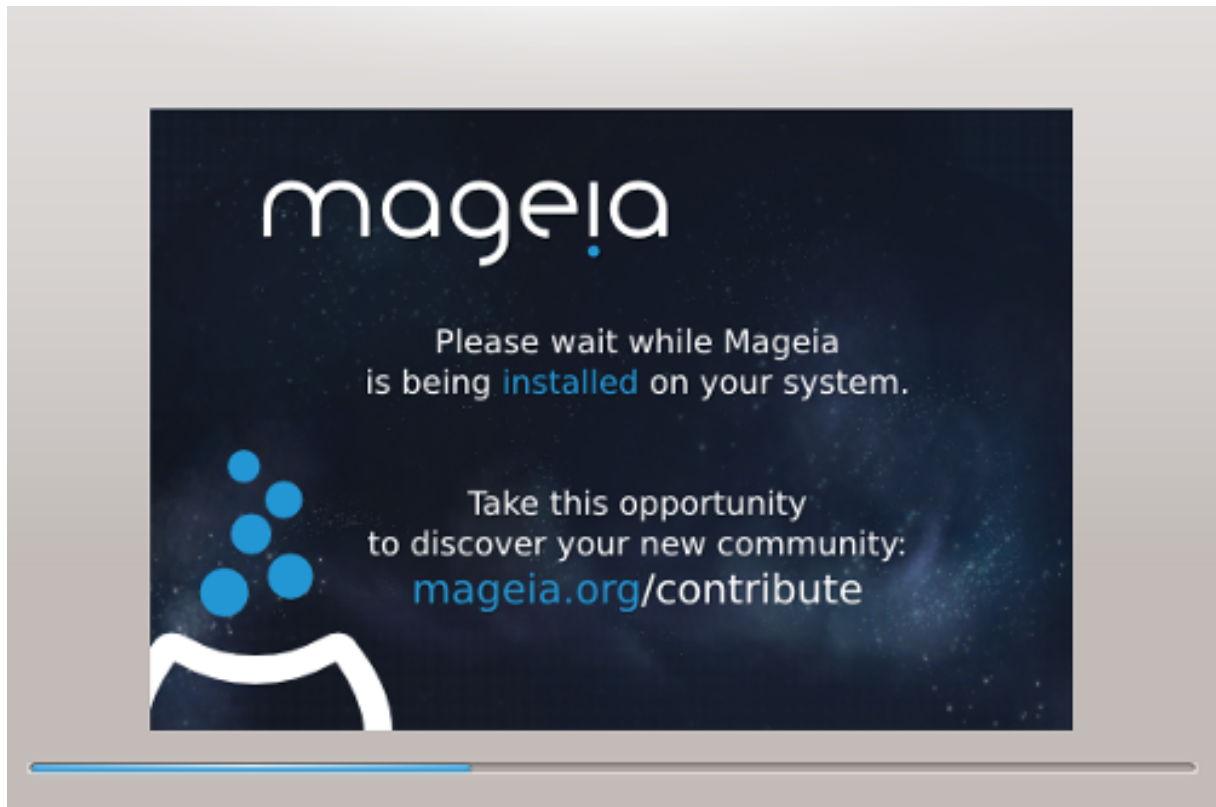 mageia
Please wait while Mageia
is being installed on your system.
Take this opportunity
to discover your new community:
mageia.org/contribute